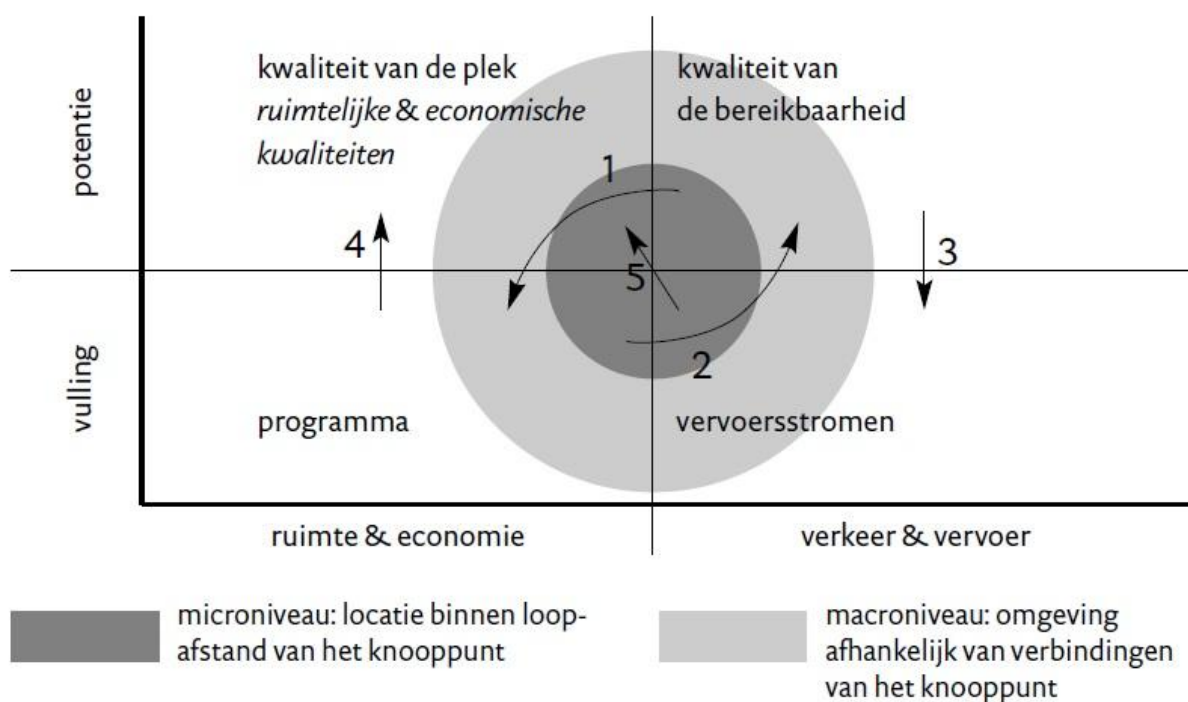 potentie
kwaliteit van de plek
ruimtelijke & economische
kwaliteiten
kwaliteit van
de bereikbaarheid
1
4
3
5
2
vulling
programma
vervoersstromen
ruimte & economie
verkeer & vervoer
microniveau: locatie binnen loop-
afstand van het knooppunt
macroniveau: omgeving
afhankelijk van verbindingen
van het knooppunt